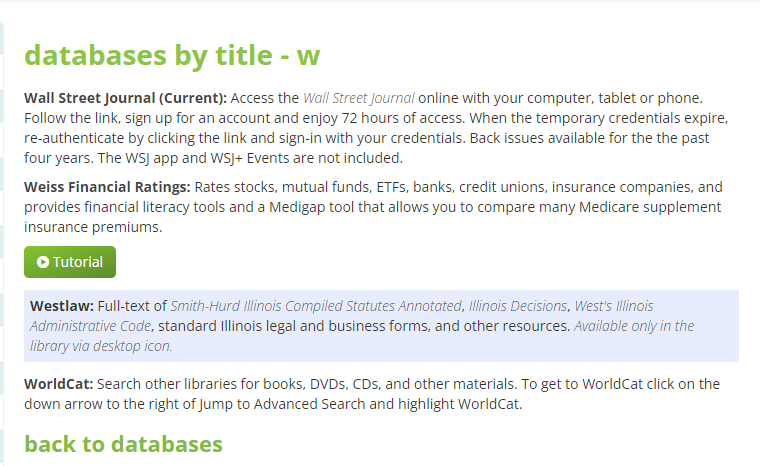 databases by title - w
Wall Street Journal (Current): Access the Wall Street Journal online with your computer, tablet or phone.
Follow the link, sign up for an account and enjoy 72 hours of access. When the temporary credentials expire,
re-authenticate by clicking the link and sign-in with your credentials. Back issues available for the the past
four years. The WSJ app and WSJ+ Events are not included.
Weiss Financial Ratings: Rates stocks, mutual funds, ETFs, banks, credit unions, insurance companies, and
provides financial literacy tools and a Medigap tool that allows you to compare many Medicare supplement
insurance premiums.
Tutorial
Westlaw: Full-text of Smith-Hurd Illinois Compiled Statutes Annotated, Illinois Decisions, West's Illinois
Administrative Code, standard Illinois legal and business forms, and other resources. Available only in the
library via desktop icon.
WorldCat: Search other libraries for books, DVDs, CDs, and other materials. To get to WorldCat click on the
down arrow to the right of Jump to Advanced Search and highlight WorldCat.
back to databases